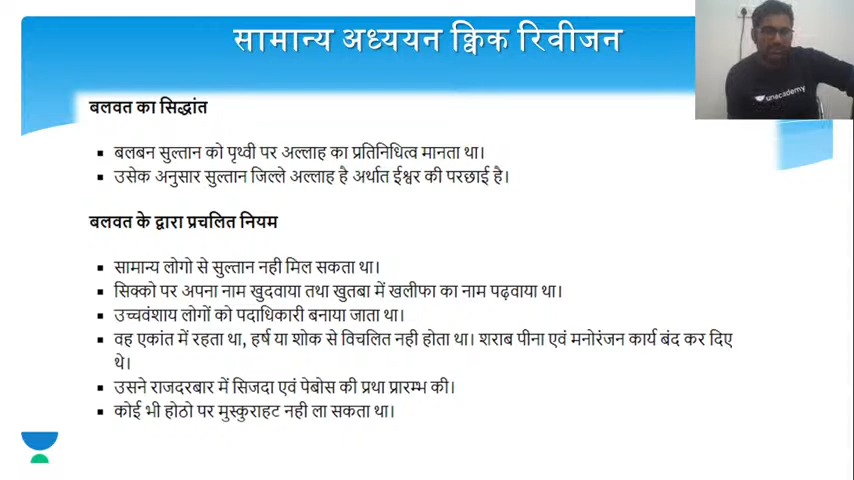 सामान्य अध्ययन क्विक रिवीजन
unacademy
बलवत का सिद्धांत
▪ बलबन सुल्तान को पृथ्वी पर अल्लाह का प्रतिनिधित्व मानता था।
▪ उसेक अनुसार सुल्तान जिल्ले अल्लाह है अर्थात ईश्वर की परछाई है।
बलवत के द्वारा प्रचलित नियम
▪ सामान्य लोगो से सुल्तान नही मिल सकता था।
▪ सिक्को पर अपना नाम खुदवाया तथा खुतबा में खलीफा का नाम पढ़वाया था।
▪ उच्चवंशाय लोगों को पदाधिकारी बनाया जाता था।
▪ वह एकांत में रहता था, हर्ष या शोक से विचलित नही होता था। शराब पीना एवं मनोरंजन कार्य बंद कर दिए
थे।
▪ उसने राजदरबार में सिजदा एवं पेबोस की प्रथा प्रारम्भ की।
▪ कोई भी होठो पर मुस्कुराहट नही ला सकता था।